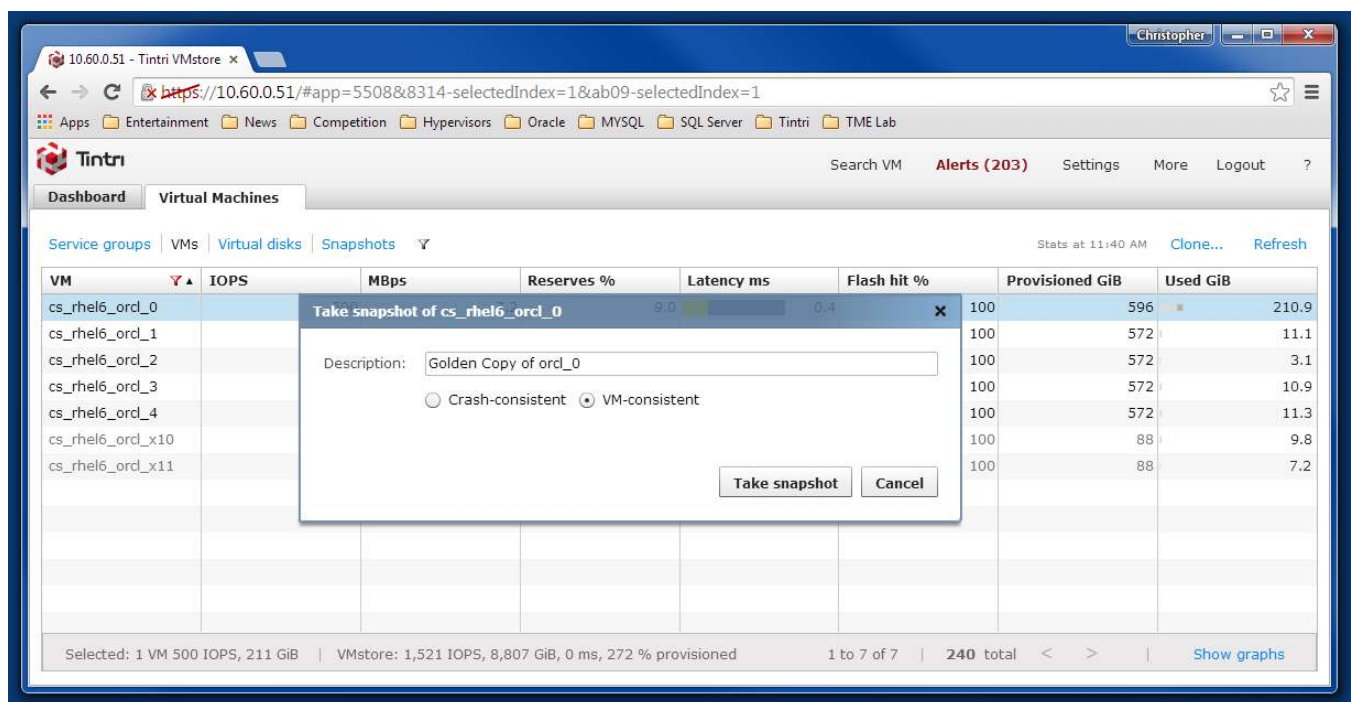 Christopher
10.60.0.51 - Tintri VMstore ×
https://10.60.0.51/#app=5508&8314-selectedIndex=1&ab09-selectedIndex=1
Apps Entertainment News Competition Hypervisors Oracle MYSQL SQL Server Tintri TME Lab
Tintri Search VM Alerts (203) Settings More Logout ?
Dashboard Virtual Machines
Service groups | VMs | Virtual disks | Snapshots Stats at 11:40 AM Clone... Refresh
VM IOPS MBps Reserves % Latency ms Flash hit % Provisioned GiB Used GiB
cs_rhel6_orcl_0 9.0 0.4 100 596 210.9
Take snapshot of cs_rhel6_orcl_0 ×
cs_rhel6_orcl_1 100 572 11.1
cs_rhel6_orcl_2 100 572 3.1
Description: Golden Copy of orcl_0
cs_rhel6_orcl_3 100 572 10.9
Crash-consistent VM-consistent
cs_rhel6_orcl_4 100 572 11.3
cs_rhel6_orcl_x10 100 88 9.8
cs_rhel6_orcl_x11 100 88 7.2
Take snapshot Cancel
Selected: 1 VM 500 IOPS, 211 GiB | VMstore: 1,521 IOPS, 8,807 GiB, 0 ms, 272 % provisioned 1 to 7 of 7 | 240 total < > | Show graphs